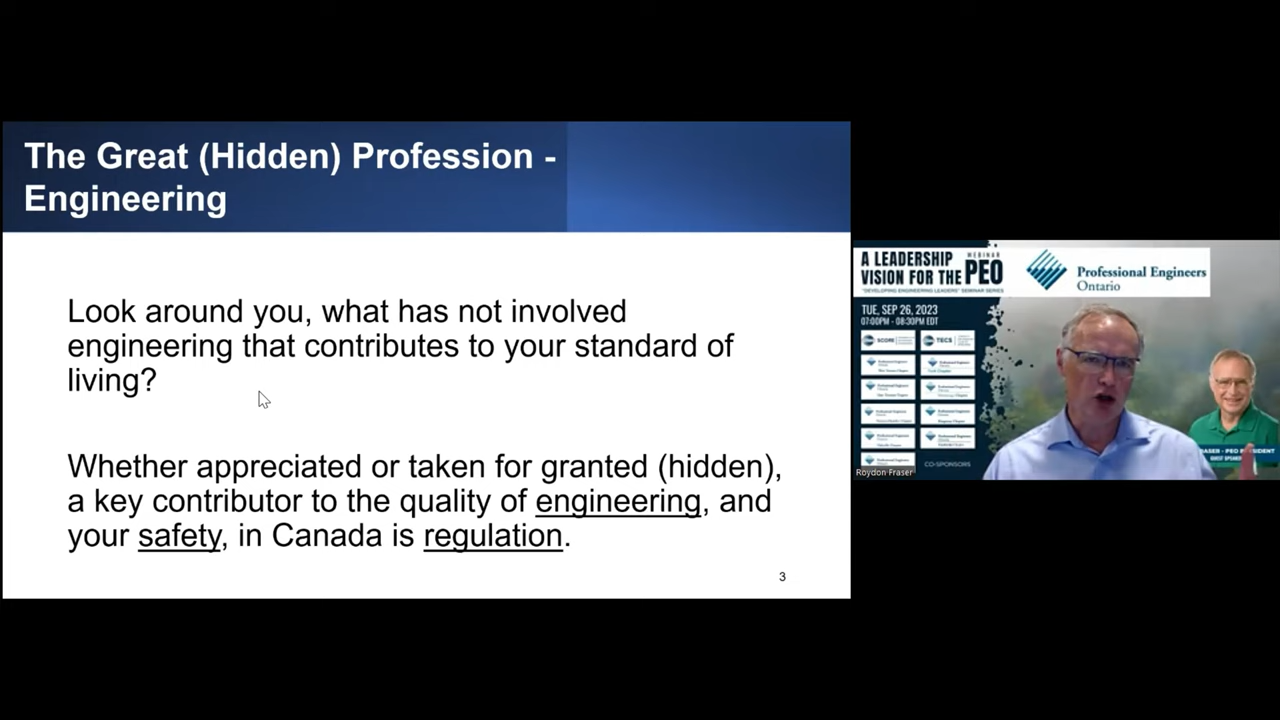 The Great (Hidden) Profession -
Engineering
Look around you, what has not involved
engineering that contributes to your standard of
living?
Whether appreciated or taken for granted (hidden),
a key contributor to the quality of engineering, and
your safety, in Canada is regulation.
3
A LEADERSHIP
VISION FOR THE
WEBINAR
PEO
"DEVELOPING ENGINEERING LEADERS" SEMINAR SERIES
Professional Engineers
Ontario
TUE, SEP 26, 2023
07:00PM - 08:30PM EDT
SCORE
TECS
CO-SPONSORS
Roydon Fraser